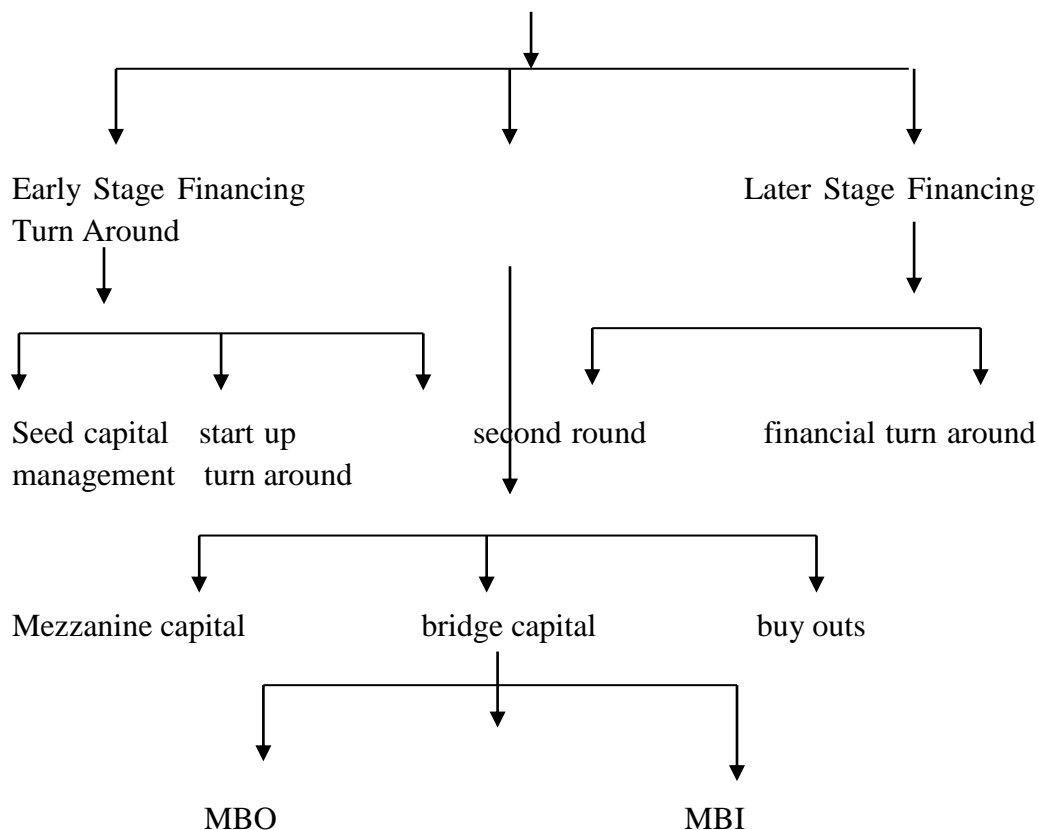 Early Stage Financing Later Stage Financing
Turn Around
Seed capital start up second round financial turn around
management turn around
Mezzanine capital bridge capital buy outs
MBO MBI